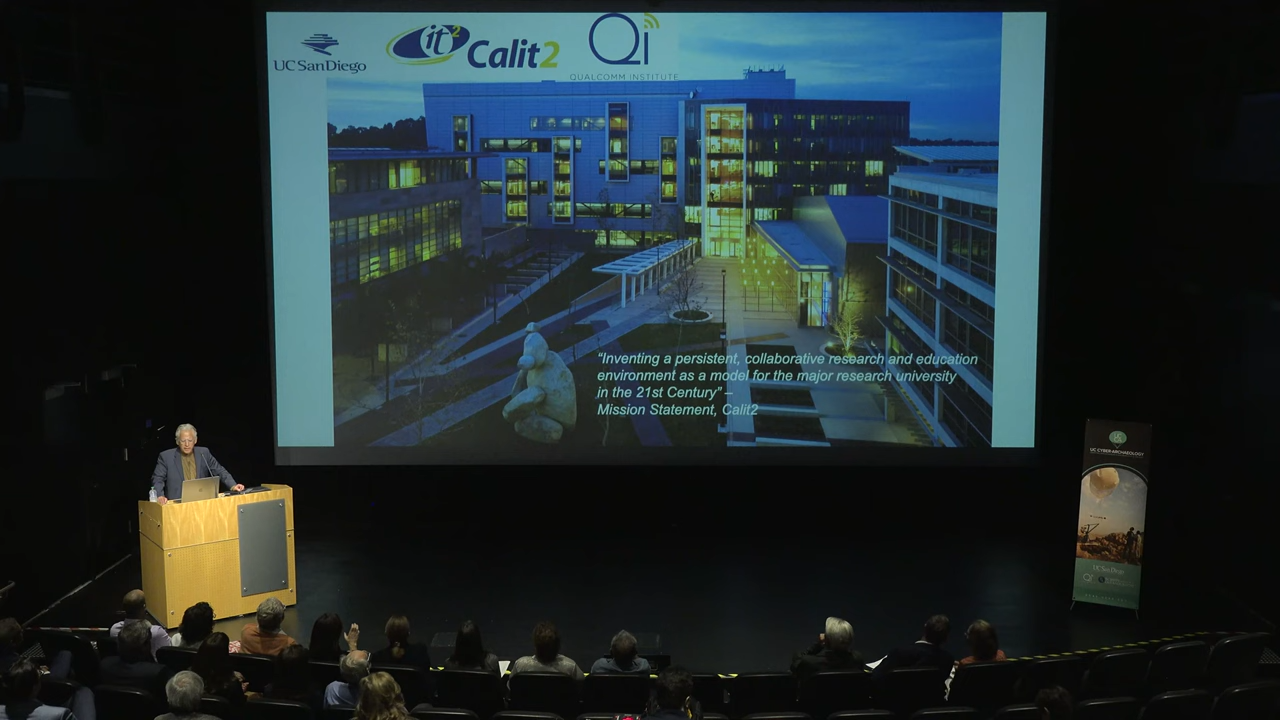 UC San Diego
it2
Calit2
Qi
QUALCOMM INSTITUTE
“Inventing a persistent, collaborative research and education
environment as a model for the major research university
in the 21st Century” –
Mission Statement, Calit2
UC CYBER-ARCHAEOLOGY
UC San Diego